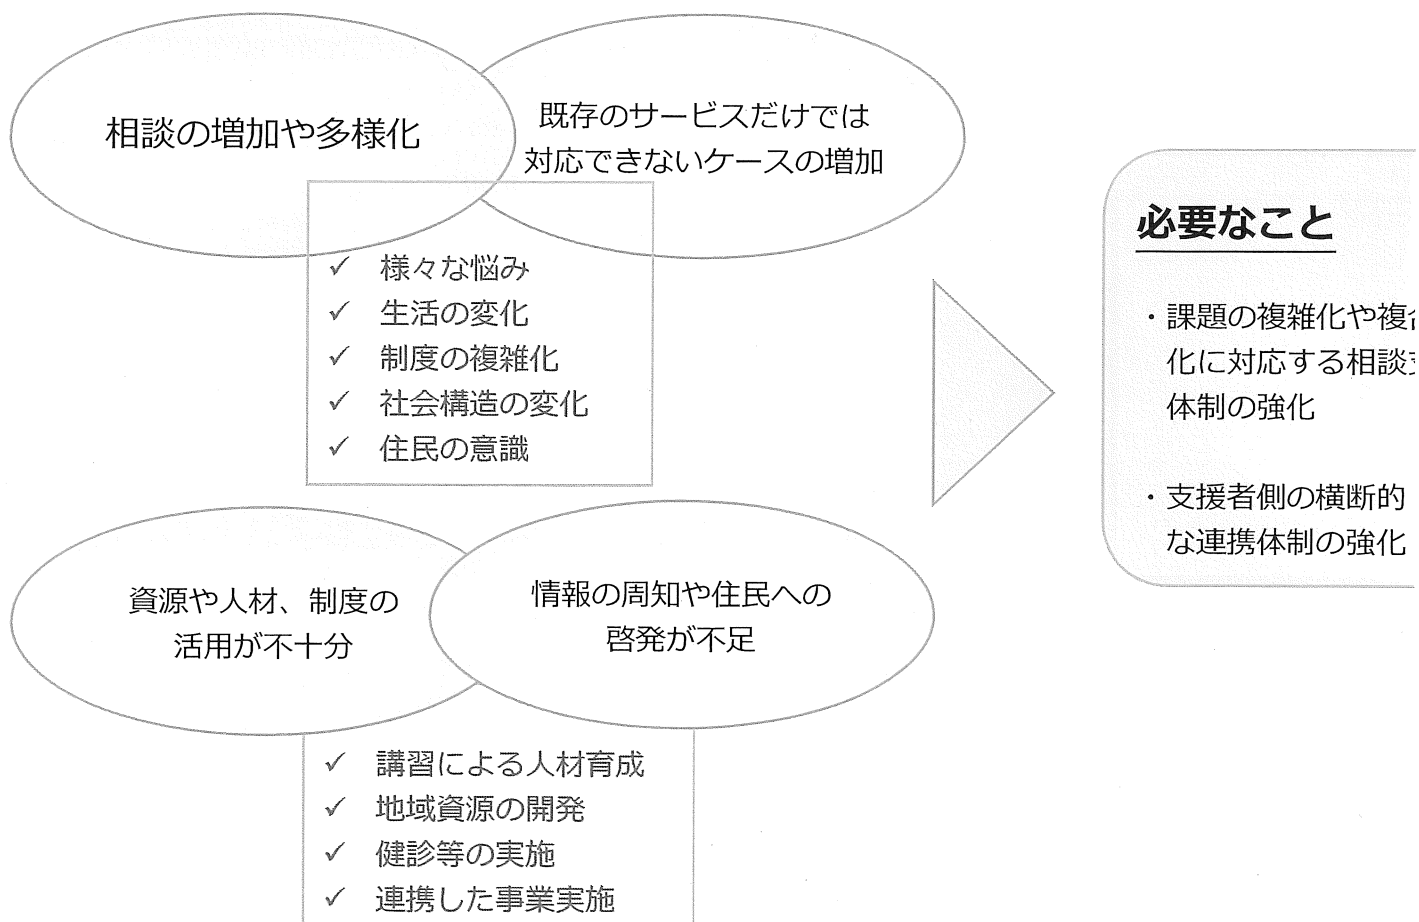 相談の増加や多様化
既存のサービスだけでは
対応できないケースの増加
✓ 様々な悩み
✓ 生活の変化
✓ 制度の複雑化
✓ 社会構造の変化
✓ 住民の意識
資源や人材、制度の
活用が不十分
情報の周知や住民への
啓発が不足
✓ 講習による人材育成
✓ 地域資源の開発
✓ 健診等の実施
✓ 連携した事業実施
必要なこと
・課題の複雑化や複
化に対応する相談
体制の強化
・支援者側の横断的
な連携体制の強化